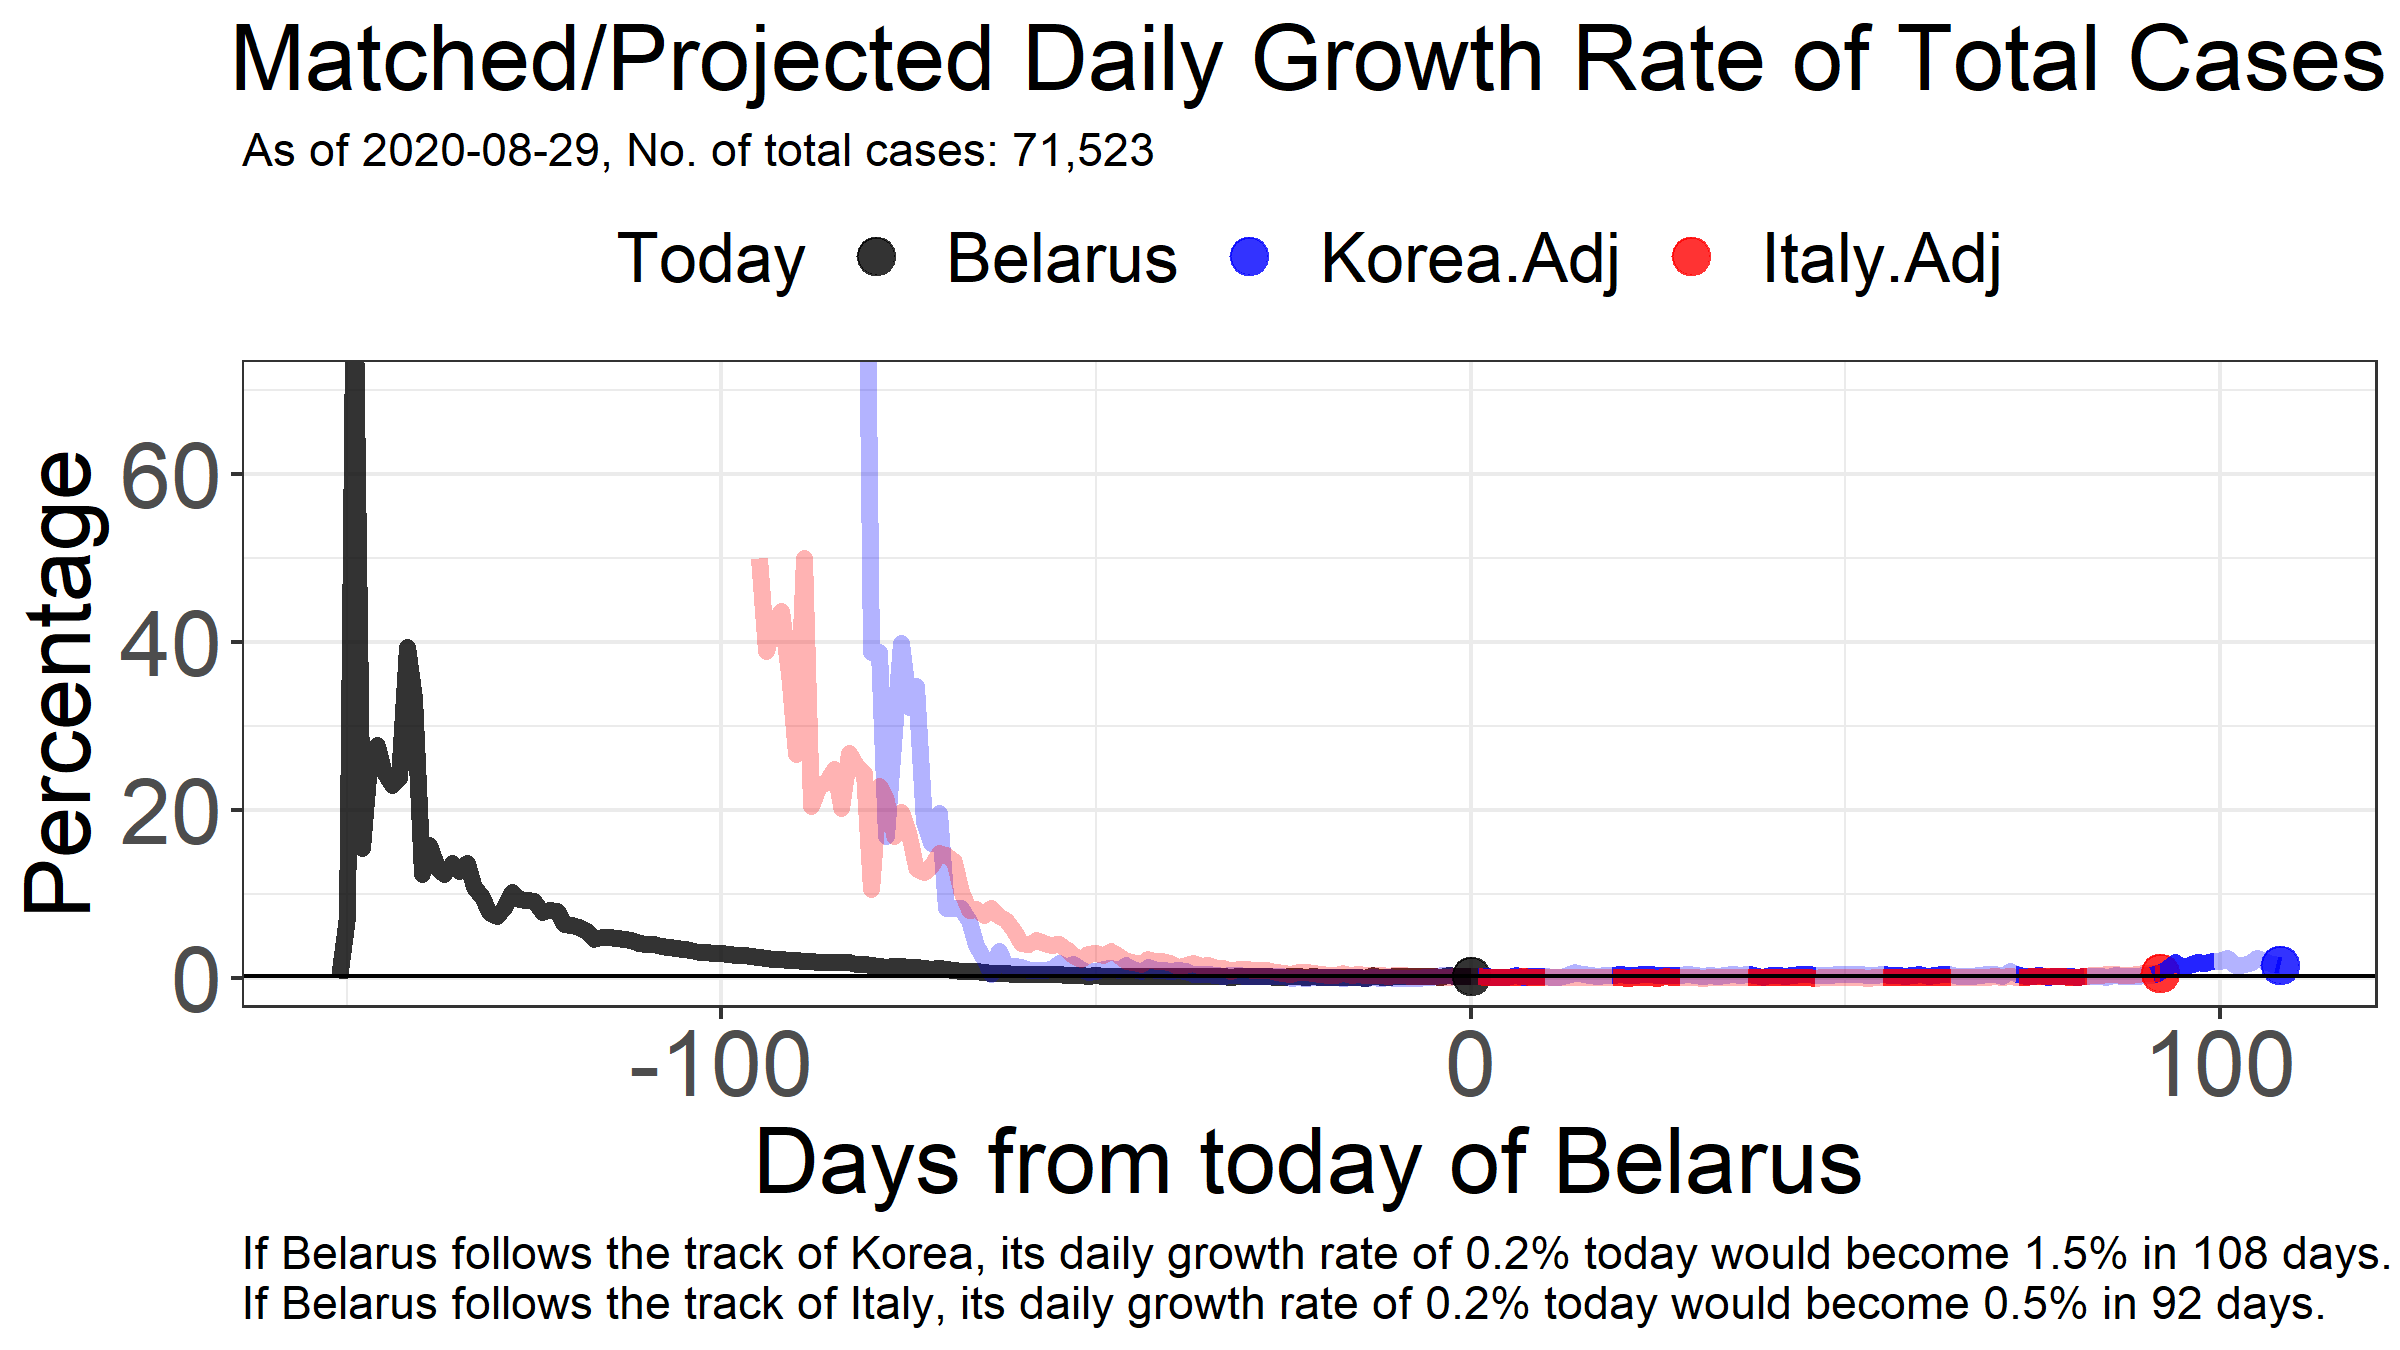 Matched/Projected Daily Growth Rate of Total Cases
As of 2020-08-29, No. of total cases: 71,523
Today Belarus Korea.Adj Italy.Adj
Percentage
60
40
20
0
-100 0 100
Days from today of Belarus
If Belarus follows the track of Korea, its daily growth rate of 0.2% today would become 1.5% in 108 days.
If Belarus follows the track of Italy, its daily growth rate of 0.2% today would become 0.5% in 92 days.